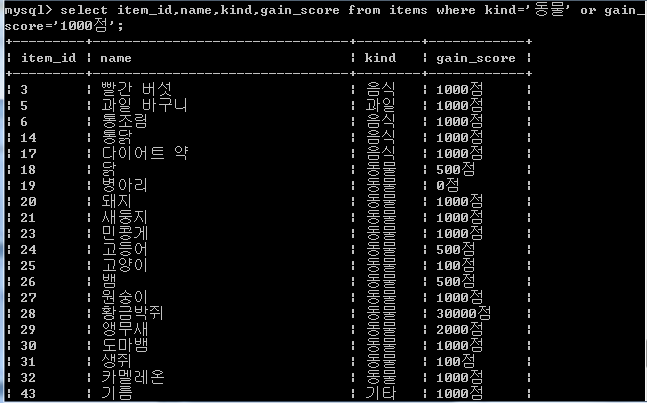 mysql> select item_id,name,kind,gain_score from items where kind='동물' or gain_
score='1000점';
item_id | name | kind | gain_score
3 | 빨간 버섯 | 음식 | 1000점
5 | 과일 바구니 | 과일 | 1000점
6 | 통조림 | 음식 | 1000점
14 | 통닭 | 음식 | 1000점
17 | 다이어트 약 | 음식 | 1000점
18 | 닭 | 동물 | 500점
19 | 병아리 | 동물 | 0점
20 | 돼지 | 동물 | 1000점
21 | 새둥지 | 동물 | 1000점
23 | 민꽃게 | 동물 | 1000점
24 | 고등어 | 동물 | 500점
25 | 고양이 | 동물 | 100점
26 | 뱀 | 동물 | 500점
27 | 원숭이 | 동물 | 1000점
28 | 황금박쥐 | 동물 | 30000점
29 | 앵무새 | 동물 | 2000점
30 | 도마뱀 | 동물 | 1000점
31 | 생쥐 | 동물 | 100점
32 | 카멜레온 | 동물 | 1000점
43 | 기름 | 기타 | 1000점